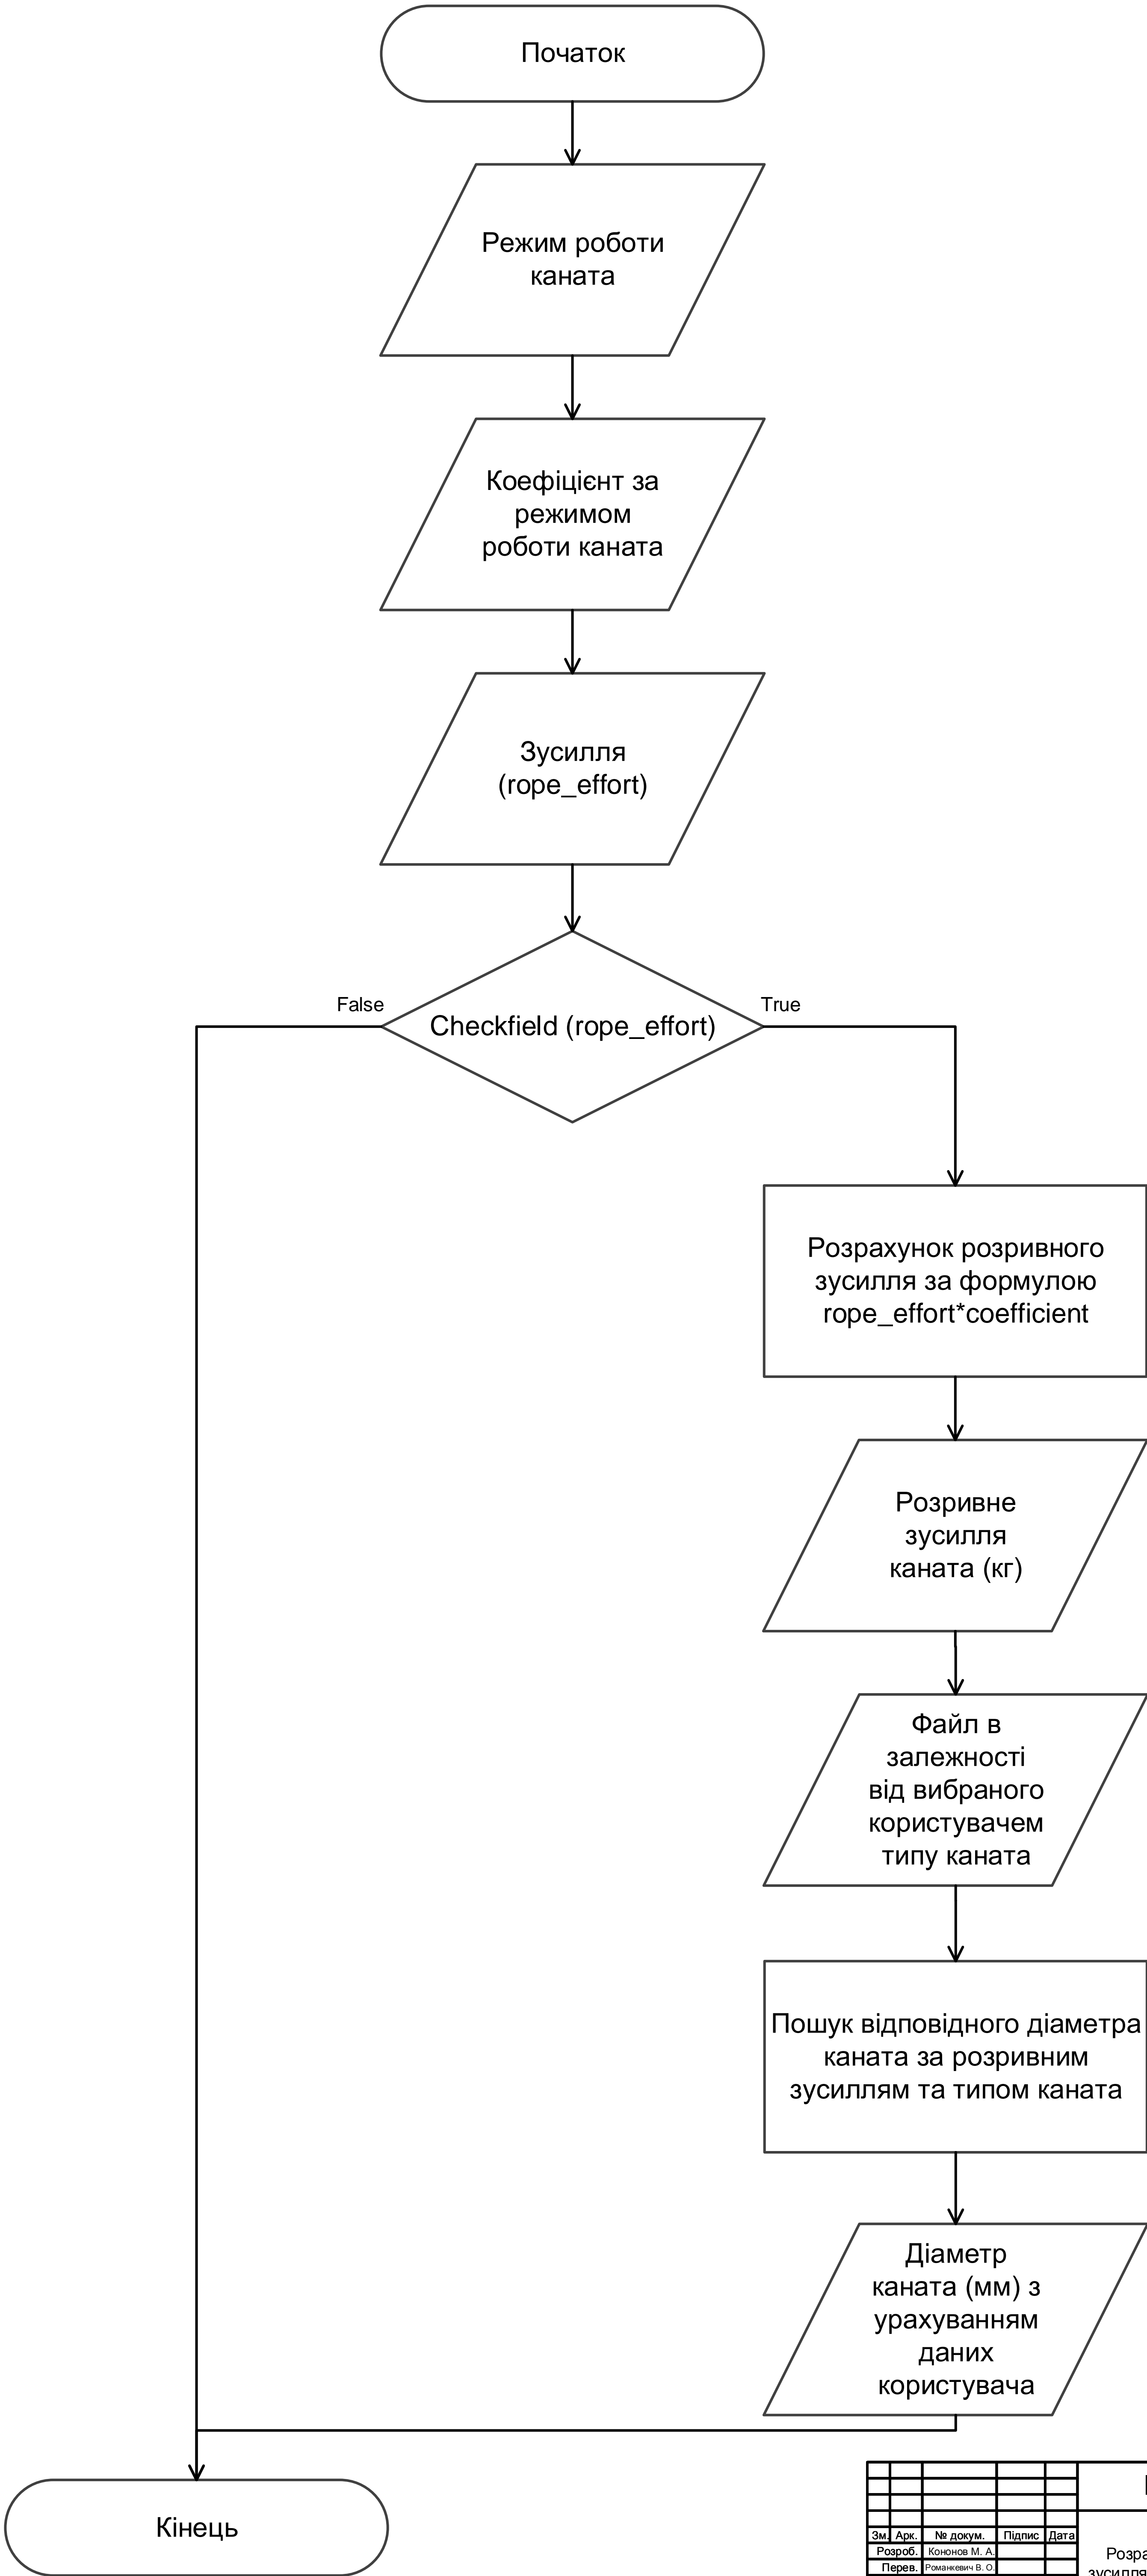 Початок
Режим роботи
каната
Коефіцієнт за
режимом
роботи каната
Зусилля
(rope_effort)
False
True
Checkfield (rope_effort)
Розрахунок розривного
зусилля за формулою
rope_effort*coefficient
Розривне
зусилля
каната (кг)
Файл в
залежності
від вибраного
користувачем
типу каната
Пошук відповідного діаметра
каната за розривним
зусиллям та типом каната
Діаметр
каната (мм) з
урахуванням
даних
користувача
Кінець
Зм. Арк. № докум. Підпис Дата
Розроб. Кононов М. А.
Перев. Романкевич В. О.